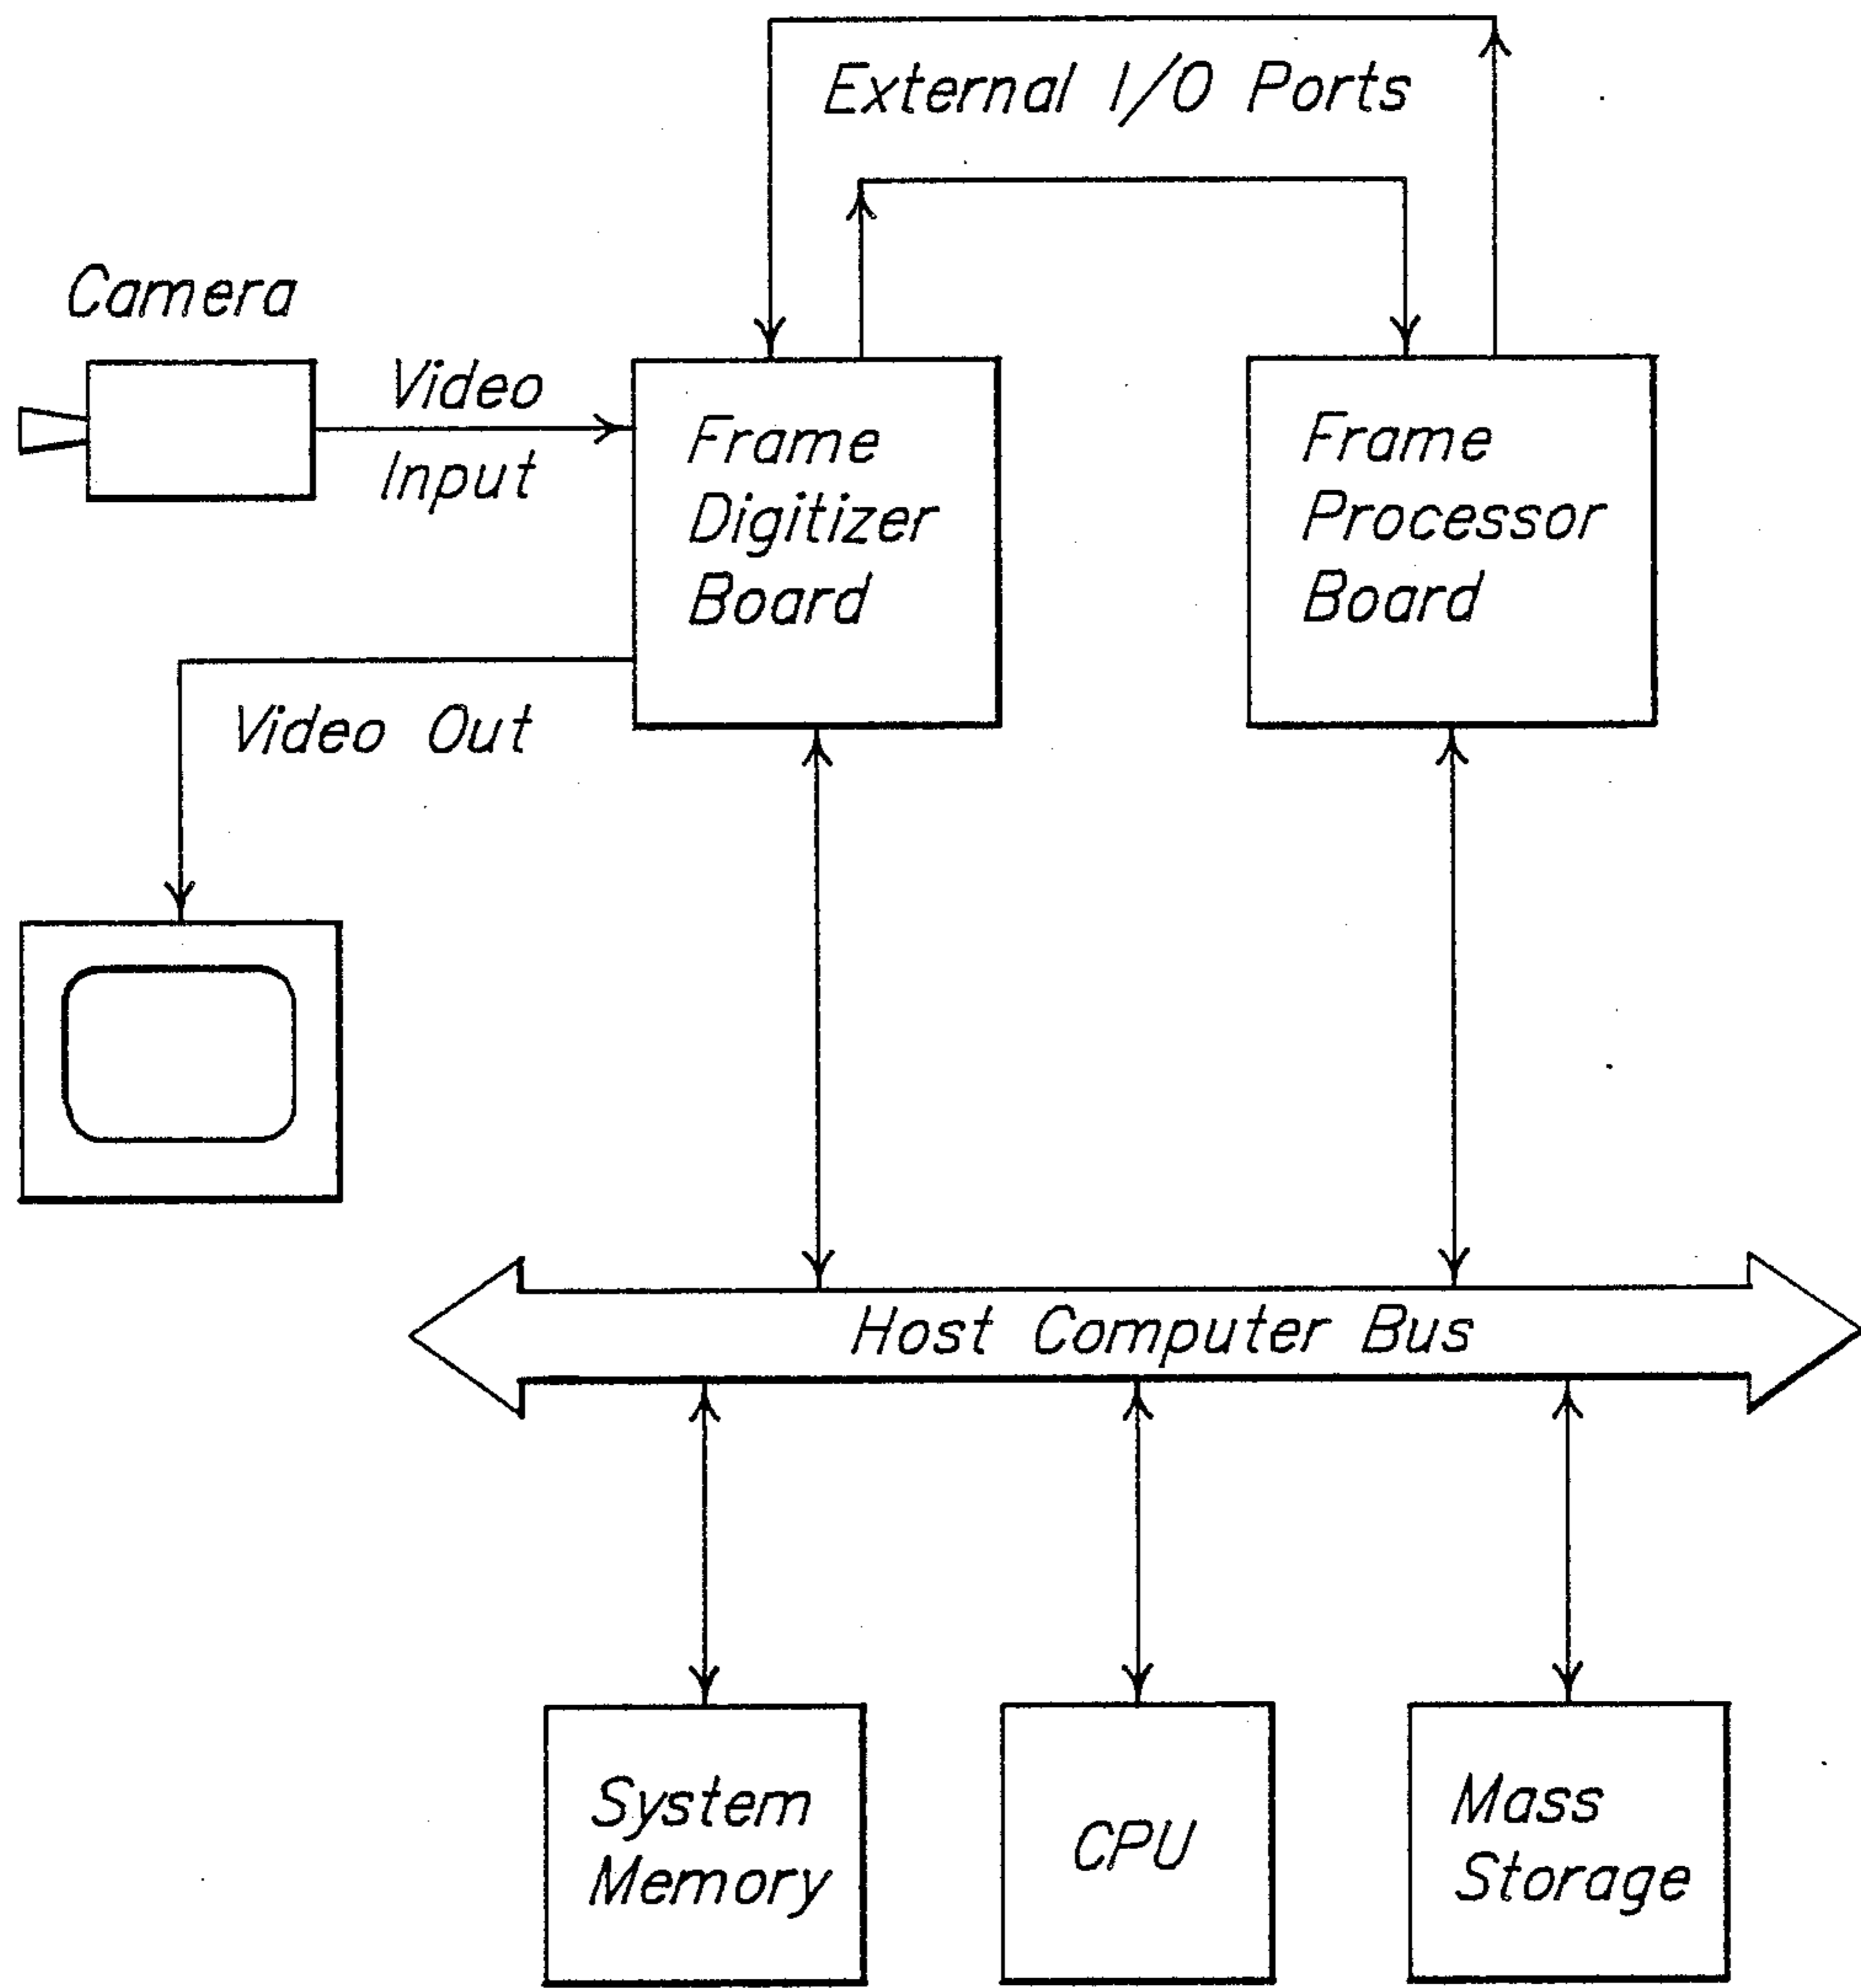 External I/O Ports
Camera
Video
Input
Frame
Digitizer
Board
Frame
Processor
Board
Video Out
Host Computer Bus
System
Memory
CPU
Mass
Storage